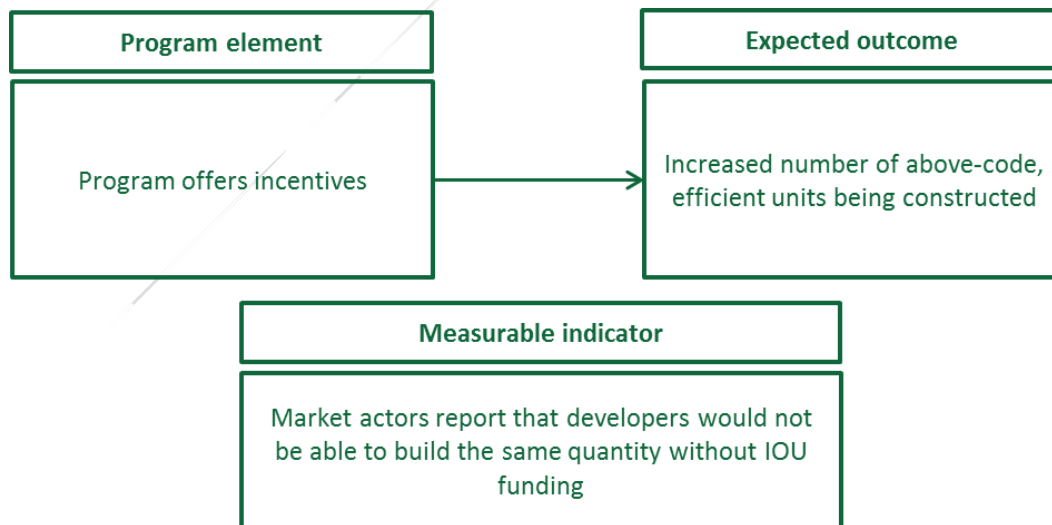 Program element
Expected outcome
Program offers incentives
Increased number of above-code,
efficient units being constructed
Measurable indicator
Market actors report that developers would not
be able to build the same quantity without IOU
funding